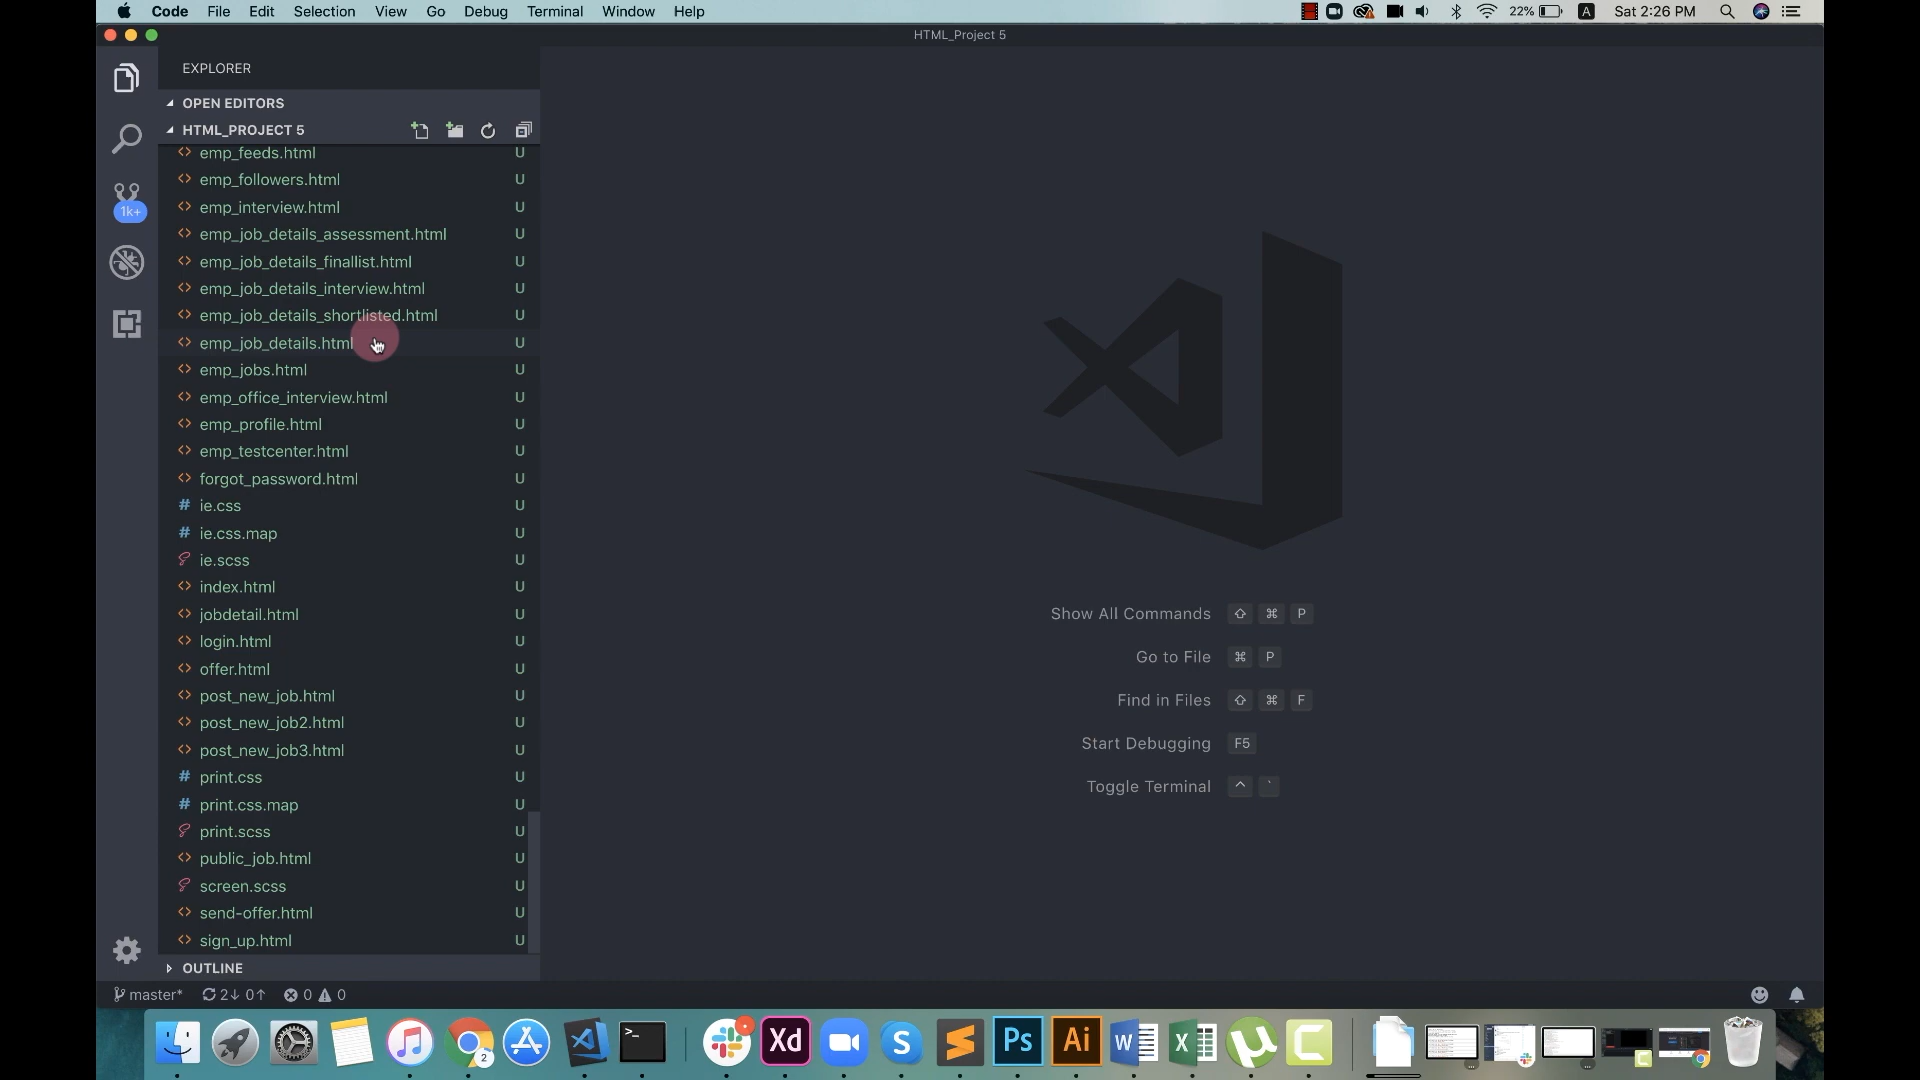 Code File Edit Selection View Go Debug Terminal Window Help 22% A Sat 2:26 PM
HTML_Project 5
EXPLORER
OPEN EDITORS
HTML_PROJECT 5
emp_feeds.html U
emp_followers.html U
emp_interview.html U
1k+
emp_job_details_assessment.html U
emp_job_details_finallist.html U
emp_job_details_interview.html U
emp_job_details_shortlisted.html U
emp_job_details.html U
emp_jobs.html U
emp_office_interview.html U
emp_profile.html U
emp_testcenter.html U
forgot_password.html U
# ie.css U
# ie.css.map U
ie.scss U
index.html U
jobdetail.html U
login.html U
offer.html U
post_new_job.html U
post_new_job2.html U
post_new_job3.html U
# print.css U
# print.css.map U
print.scss U
public_job.html U
screen.scss U
send-offer.html U
sign_up.html U
OUTLINE
Show All Commands ⇧ ⌘ P
Go to File ⌘ P
Find in Files ⇧ ⌘ F
Start Debugging F5
Toggle Terminal ^ `
master* 2↓ 0↑ 0 0
2 >_ Xd S Ps Ai W X µ C